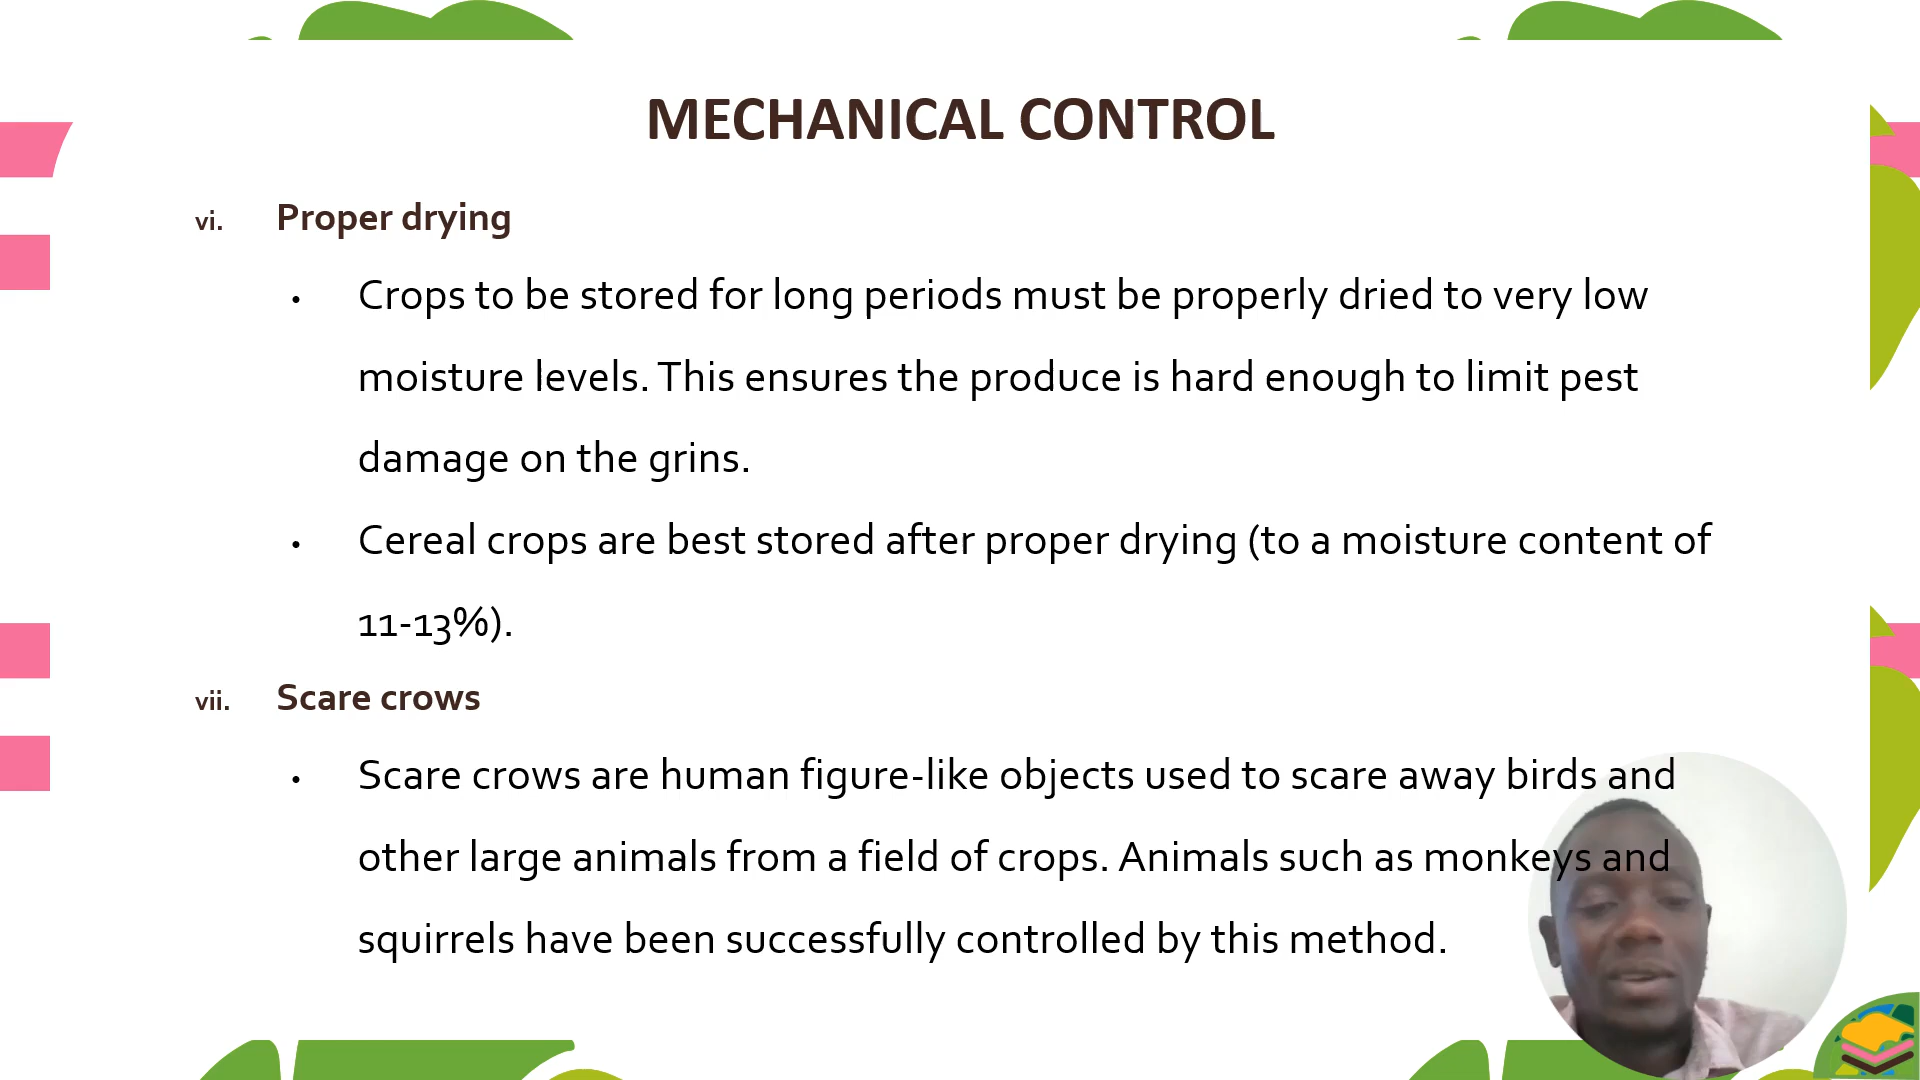 MECHANICAL CONTROL
vi. Proper drying
• Crops to be stored for long periods must be properly dried to very low
moisture levels. This ensures the produce is hard enough to limit pest
damage on the grins.
• Cereal crops are best stored after proper drying (to a moisture content of
11-13%).
vii. Scare crows
• Scare crows are human figure-like objects used to scare away birds and
other large animals from a field of crops. Animals such as monkeys and
squirrels have been successfully controlled by this method.